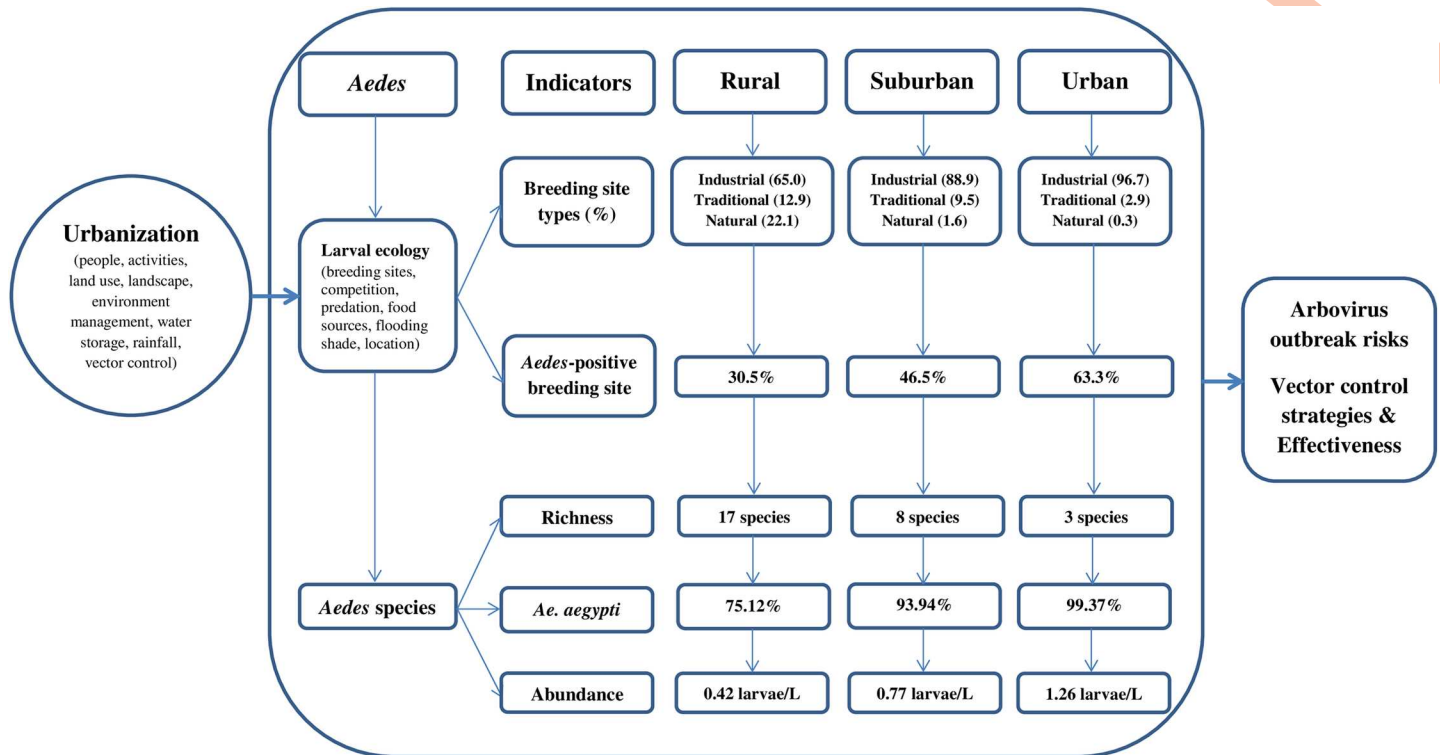 Aedes
Indicators
Rural
Suburban
Urban
Urbanization
(people, activities,
land use, landscape,
environment
management, water
storage, rainfall,
vector control)
Larval ecology
(breeding sites,
competition,
predation, food
sources, flooding
shade, location)
Breeding site
types (%)
Industrial (65.0)
Traditional (12.9)
Natural (22.1)
Industrial (88.9)
Traditional (9.5)
Natural (1.6)
Industrial (96.7)
Traditional (2.9)
Natural (0.3)
Aedes-positive
breeding site
30.5%
46.5%
63.3%
Aedes species
Richness
17 species
8 species
3 species
Ae. aegypti
75.12%
93.94%
99.37%
Abundance
0.42 larvae/L
0.77 larvae/L
1.26 larvae/L
Arbovirus
outbreak risks
Vector control
strategies &
Effectiveness